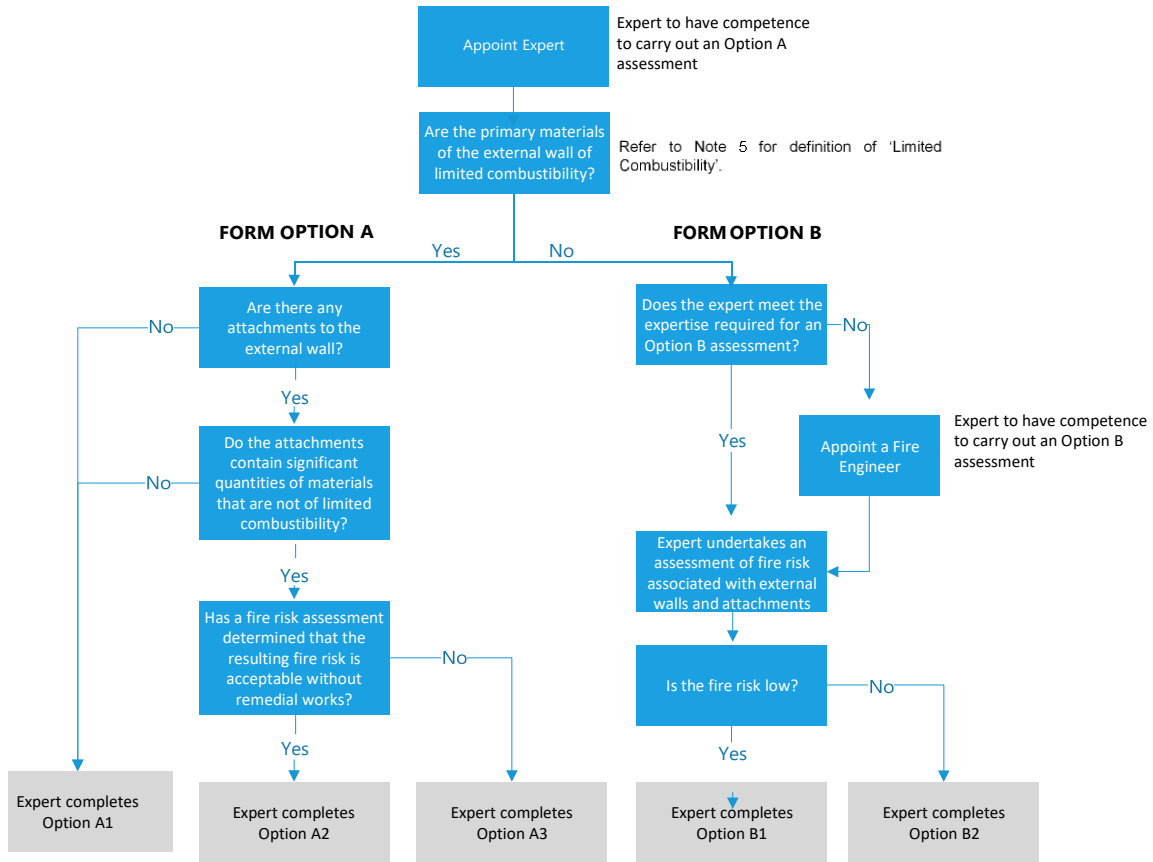 Appoint Expert
Expert to have competence
to carry out an Option A
assessment
Are the primary materials
of the external wall of
limited combustibility?
Refer to Note 5 for definition of ‘Limited
Combustibility’.
FORM OPTION A
FORM OPTION B
Yes
No
Are there any
attachments to the
external wall?
No
Does the expert meet the
expertise required for an
Option B assessment?
No
Yes
Do the attachments
contain significant
quantities of materials
that are not of limited
combustibility?
No
Yes
Appoint a Fire
Engineer
Expert to have competence
to carry out an Option B
assessment
Yes
Expert undertakes an
assessment of fire risk
associated with external
walls and attachments
Has a fire risk assessment
determined that the
resulting fire risk is
acceptable without
remedial works?
No
Is the fire risk low?
No
Yes
Yes
Expert completes
Option A1
Expert completes
Option A2
Expert completes
Option A3
Expert completes
Option B1
Expert completes
Option B2